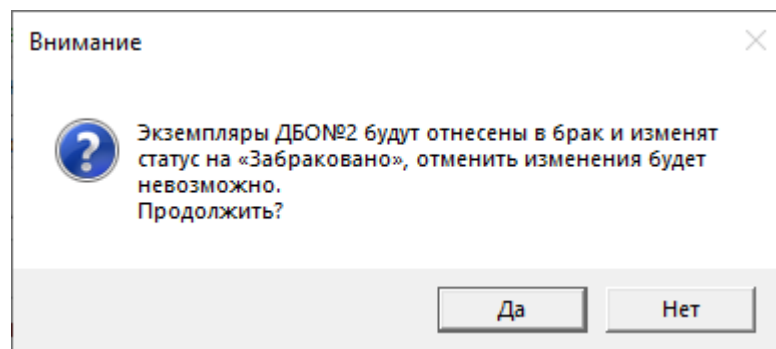 Внимание
Экземпляры ДБО№2 будут отнесены в брак и изменят
статус на «Забраковано», отменить изменения будет
невозможно.
Продолжить?
Да
Нет